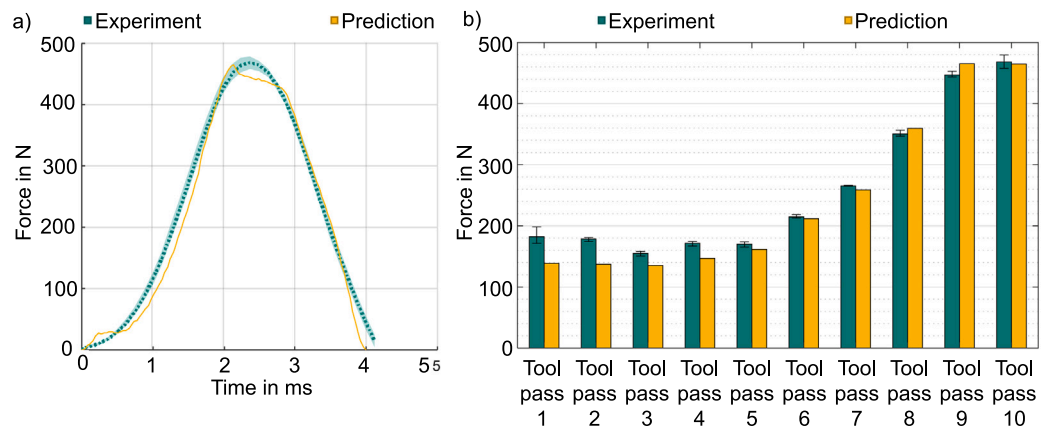 a) Experiment Prediction
500
400
300
200
100
0
Force in N
0 1 2 3 4 5 5
Time in ms
b) Experiment Prediction
500
400
300
200
100
0
Force in N
Tool Tool Tool Tool Tool Tool Tool Tool Tool Tool
pass pass pass pass pass pass pass pass pass pass
1 2 3 4 5 6 7 8 9 10